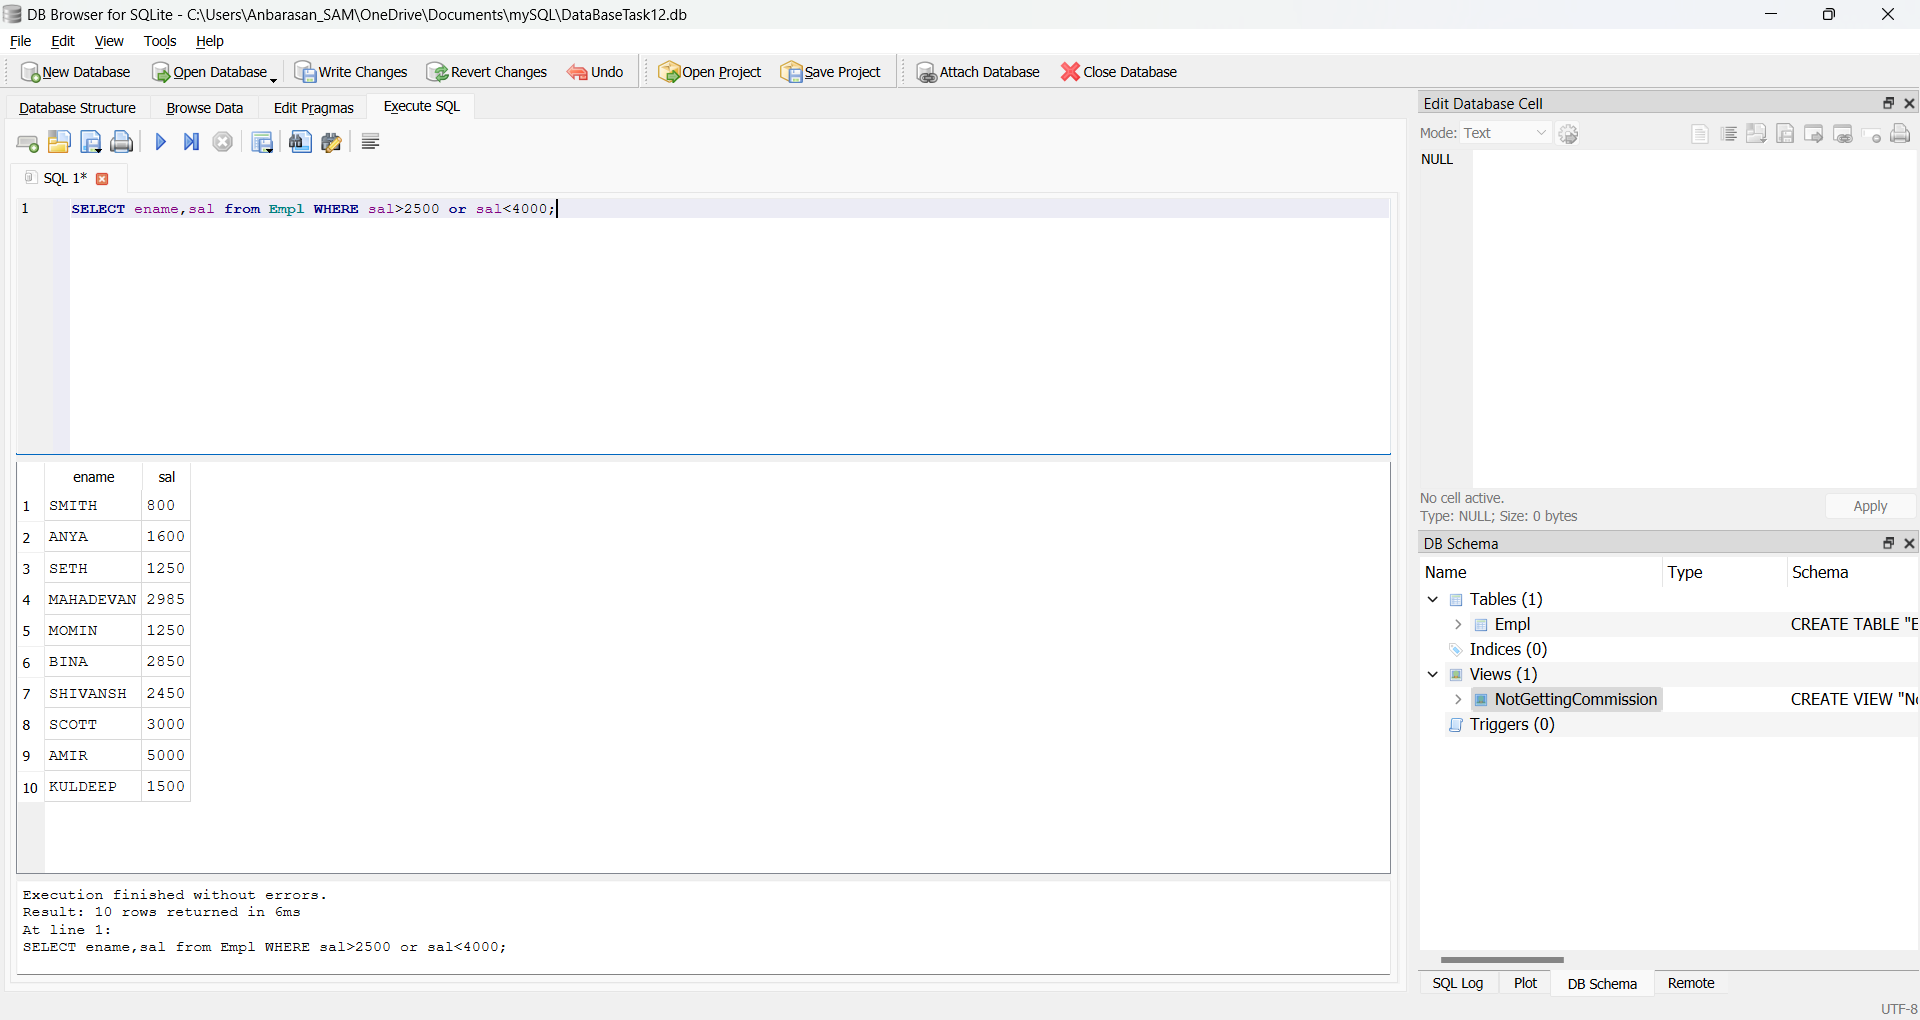 DB Browser for SQLite - C:\Users\Anbarasan_SAM\OneDrive\Documents\mySQL\DataBaseTask12.db
File Edit View Tools Help
New Database Open Database Write Changes Revert Changes Undo Open Project Save Project Attach Database Close Database
Database Structure Browse Data Edit Pragmas Execute SQL
SQL 1*
1 SELECT ename,sal from Empl WHERE sal>2500 or sal<4000;
ename sal
1 SMITH 800
2 ANYA 1600
3 SETH 1250
4 MAHADEVAN 2985
5 MOMIN 1250
6 BINA 2850
7 SHIVANSH 2450
8 SCOTT 3000
9 AMIR 5000
10 KULDEEP 1500
Execution finished without errors.
Result: 10 rows returned in 6ms
At line 1:
SELECT ename,sal from Empl WHERE sal>2500 or sal<4000;
Edit Database Cell
Mode: Text
NULL
No cell active.
Type: NULL; Size: 0 bytes
Apply
DB Schema
Name Type Schema
Tables (1)
Empl CREATE TABLE "E
Indices (0)
Views (1)
NotGettingCommission CREATE VIEW "No
Triggers (0)
SQL Log Plot DB Schema Remote
UTF-8